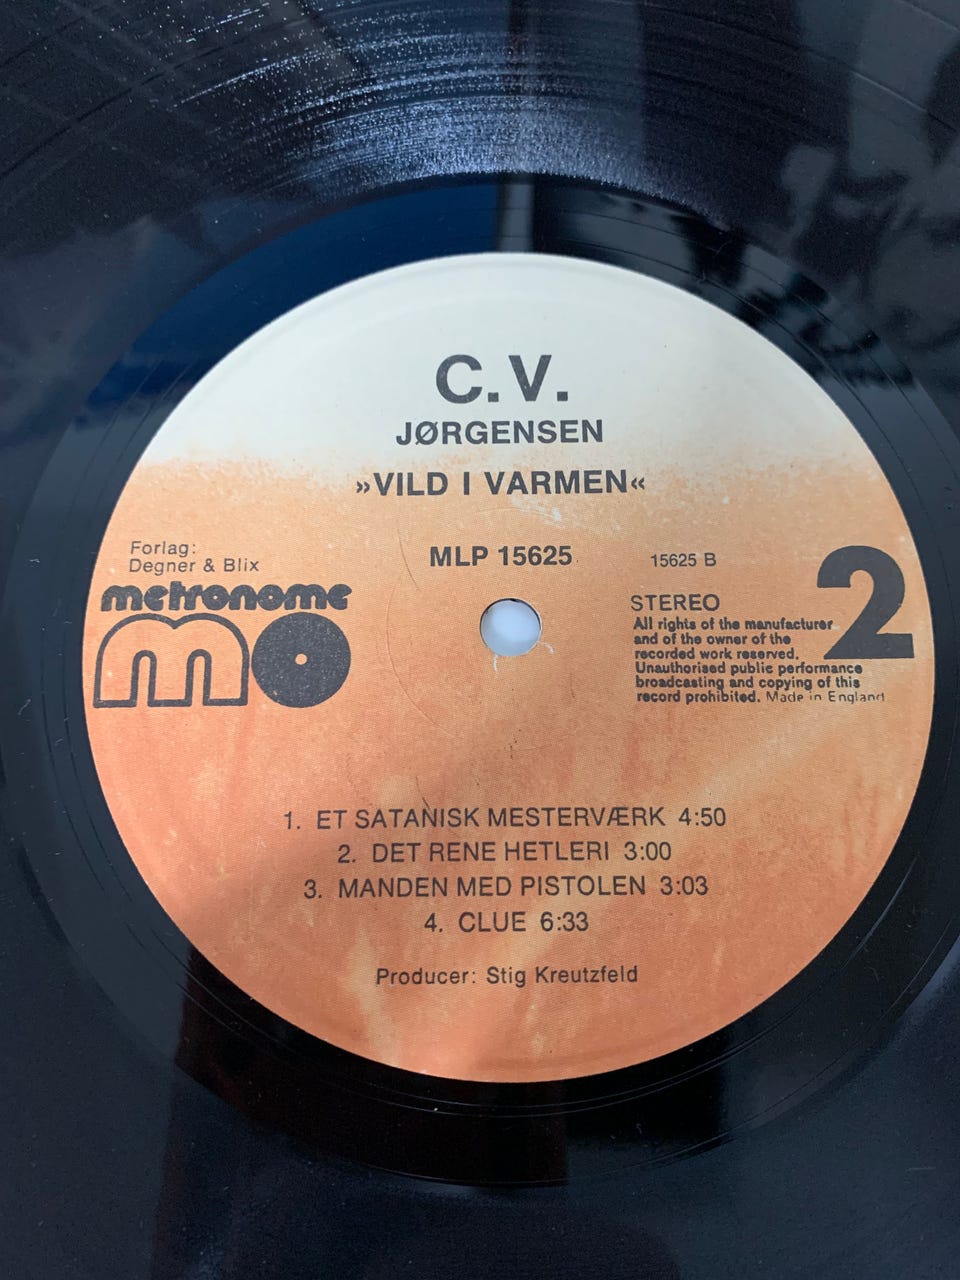 C.V.
JØRGENSEN
»VILD I VARMEN«
Forlag:
Degner & Blix
metronome
mo
MLP 15625
15625 B
2
STEREO
All rights of the manufacturer
and of the owner of the
recorded work reserved.
Unauthorised public performance
broadcasting and copying of this
record prohibited. Made in England
1. ET SATANISK MESTERVÆRK 4:50
2. DET RENE HETLERI 3:00
3. MANDEN MED PISTOLEN 3:03
4. CLUE 6:33
Producer: Stig Kreutzfeld